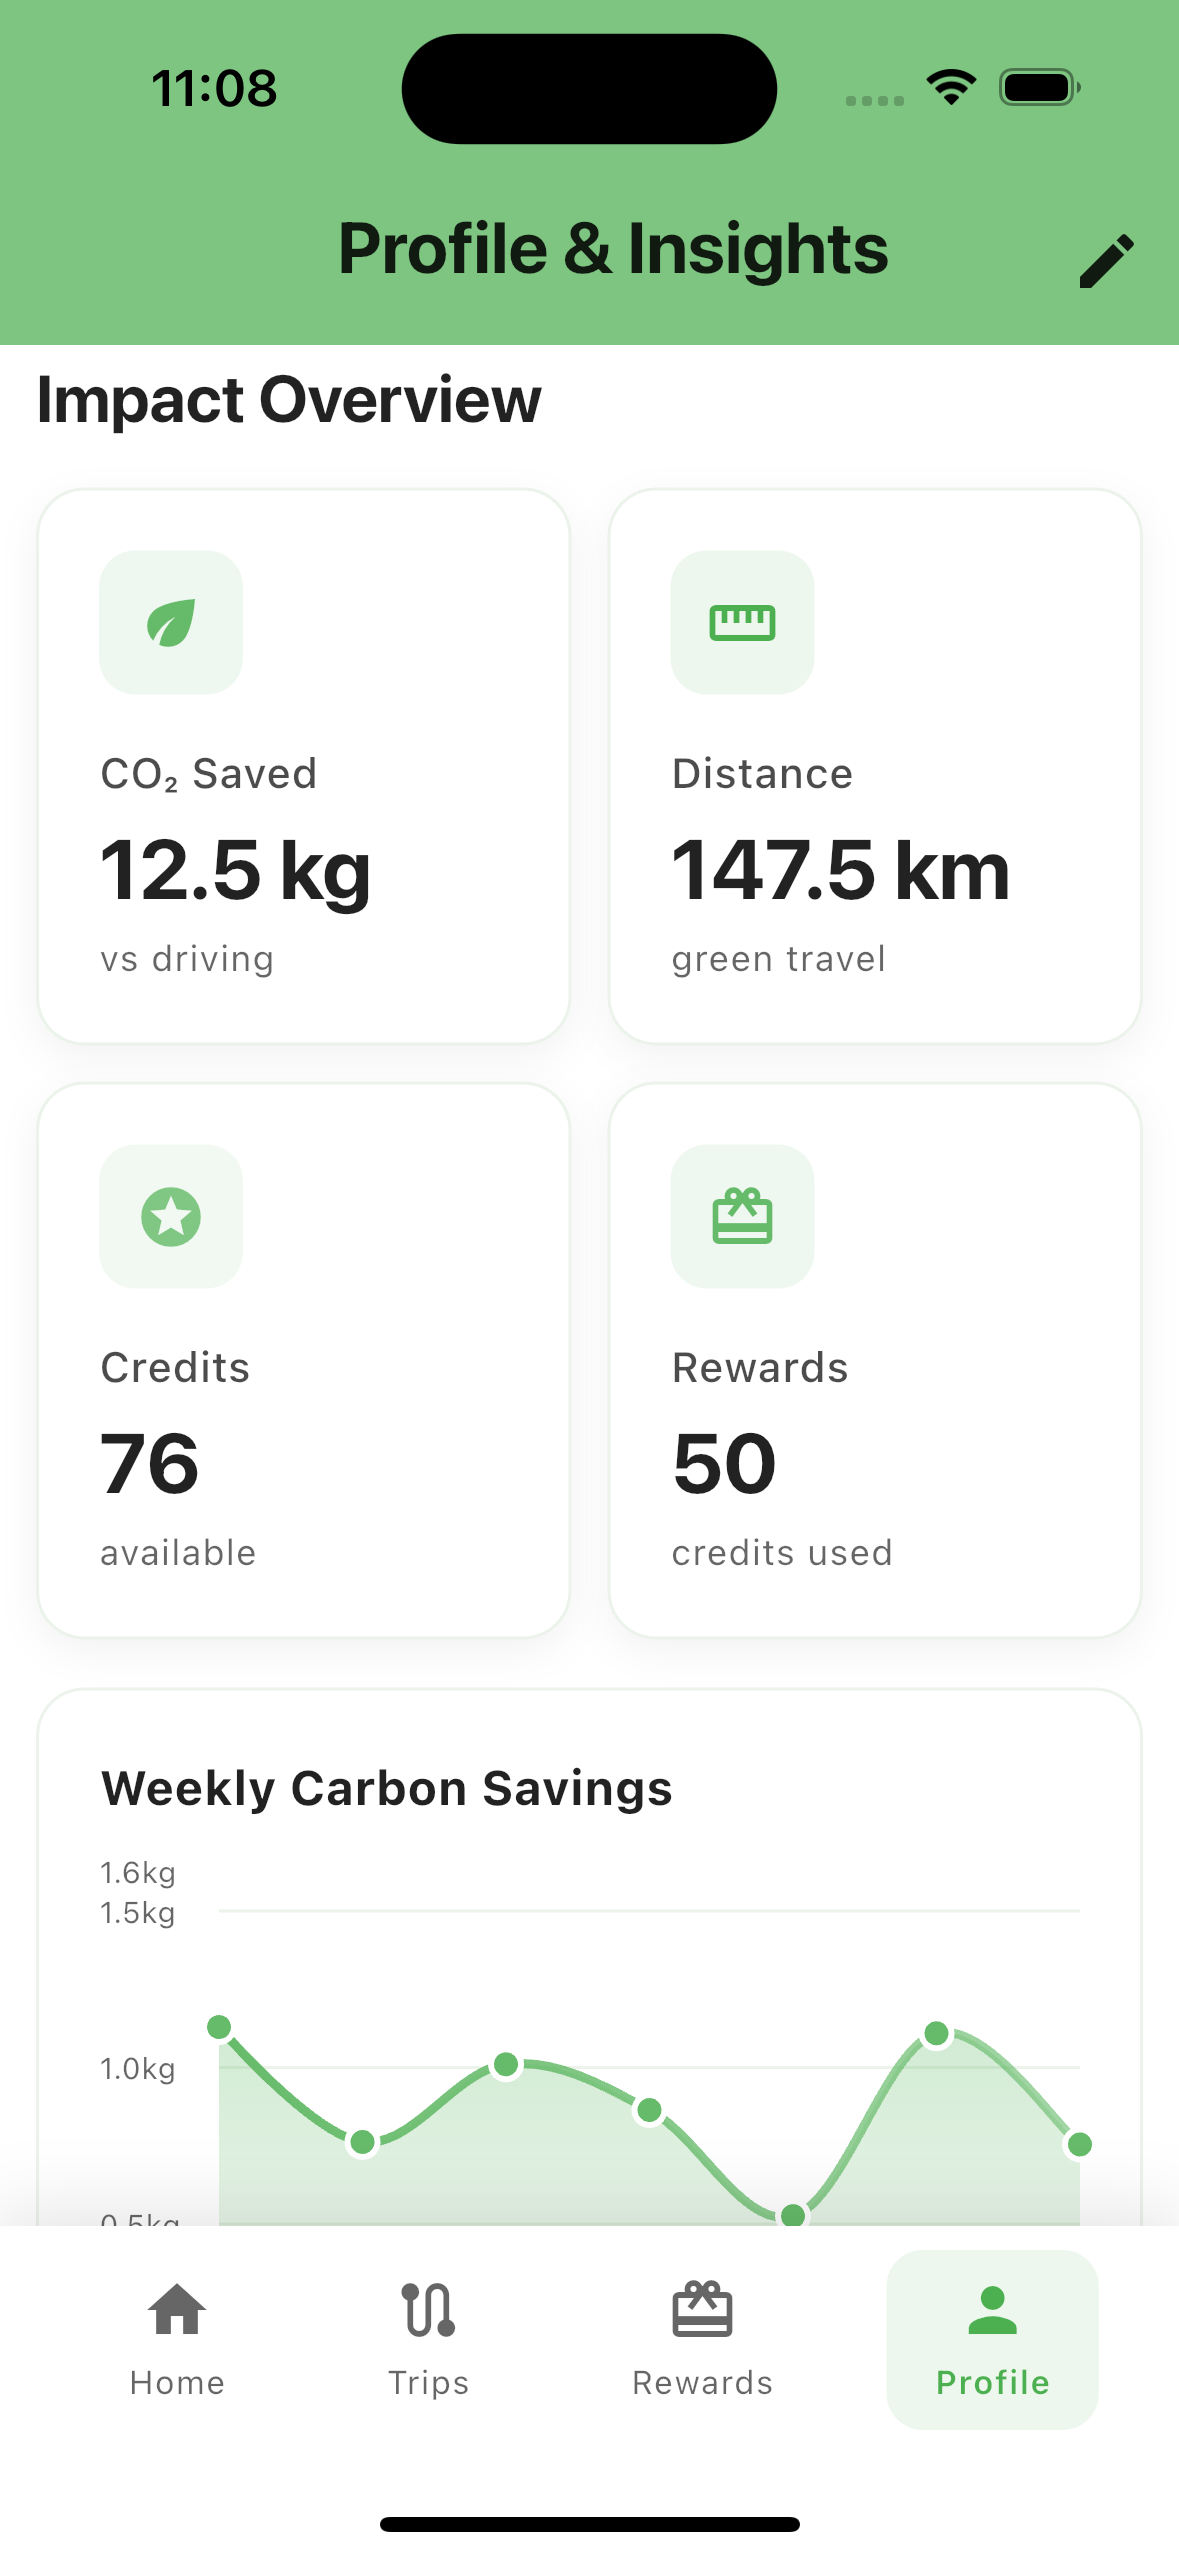 11:08
Profile & Insights
Impact Overview
CO₂ Saved
12.5 kg
vs driving
Distance
147.5 km
green travel
Credits
76
available
Rewards
50
credits used
Weekly Carbon Savings
1.6kg
1.5kg
1.0kg
0.5kg
Home
Trips
Rewards
Profile